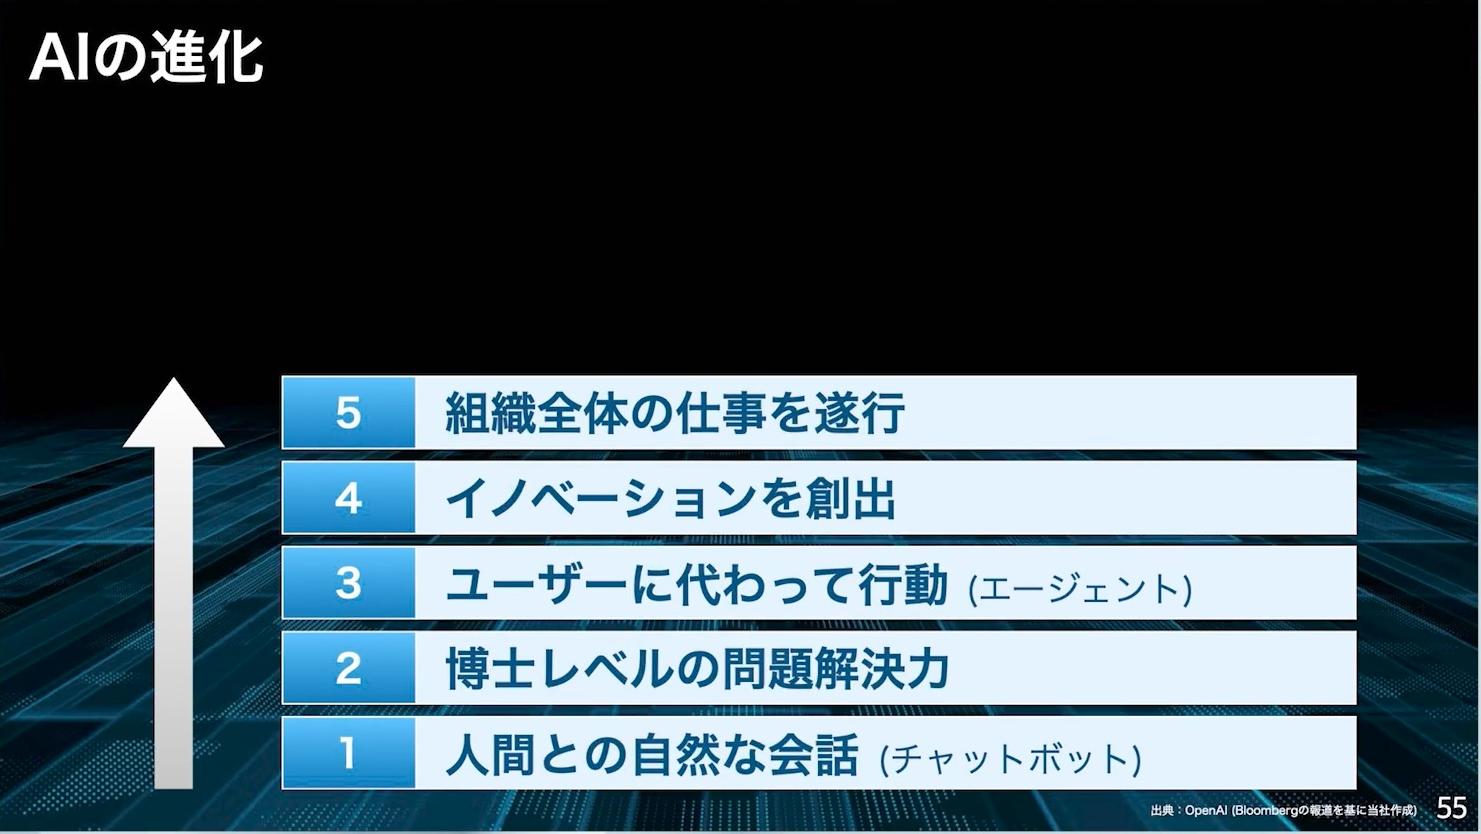 AIの進化
5 組織全体の仕事を遂行
4 イノベーションを創出
3 ユーザーに代わって行動 (エージェント)
2 博士レベルの問題解決力
1 人間との自然な会話 (チャットボット)
出典：OpenAI (Bloombergの報道を基に当社作成) 55